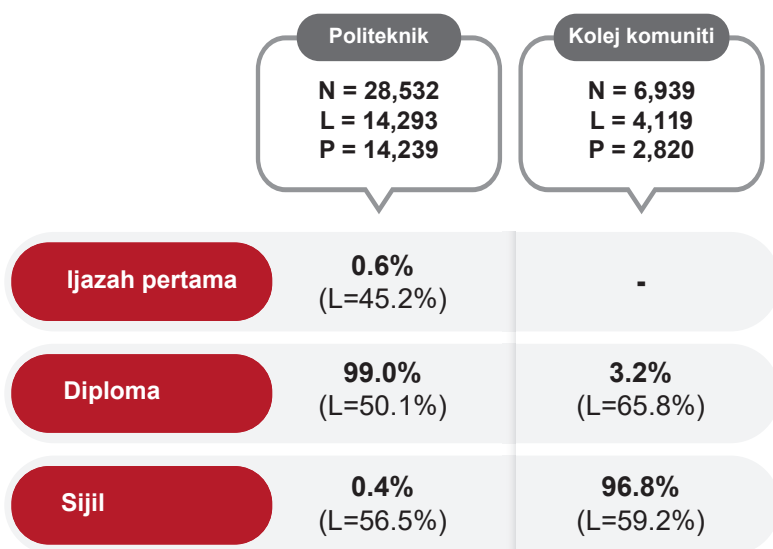 Politeknik
N = 28,532
L = 14,293
P = 14,239
Kolej komuniti
N = 6,939
L = 4,119
P = 2,820
Ijazah pertama
0.6%
(L=45.2%)
-
Diploma
99.0%
(L=50.1%)
3.2%
(L=65.8%)
Sijil
0.4%
(L=56.5%)
96.8%
(L=59.2%)